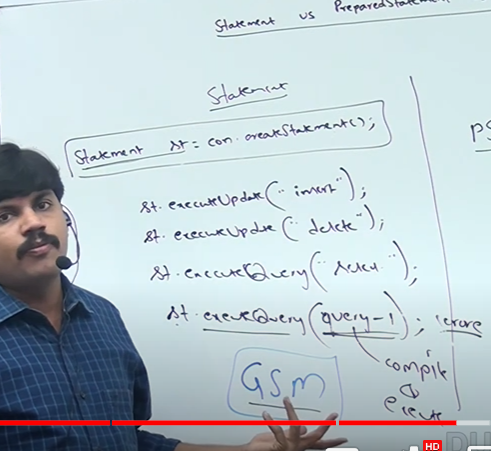 Statement vs PreparedStatement
Statement
Statement st = con.createStatement();
st.executeUpdate("insert");
st.executeUpdate("delete");
st.executeQuery("select");
st.executeQuery(query-1);
compile
&
execute
GSM
PS
HD